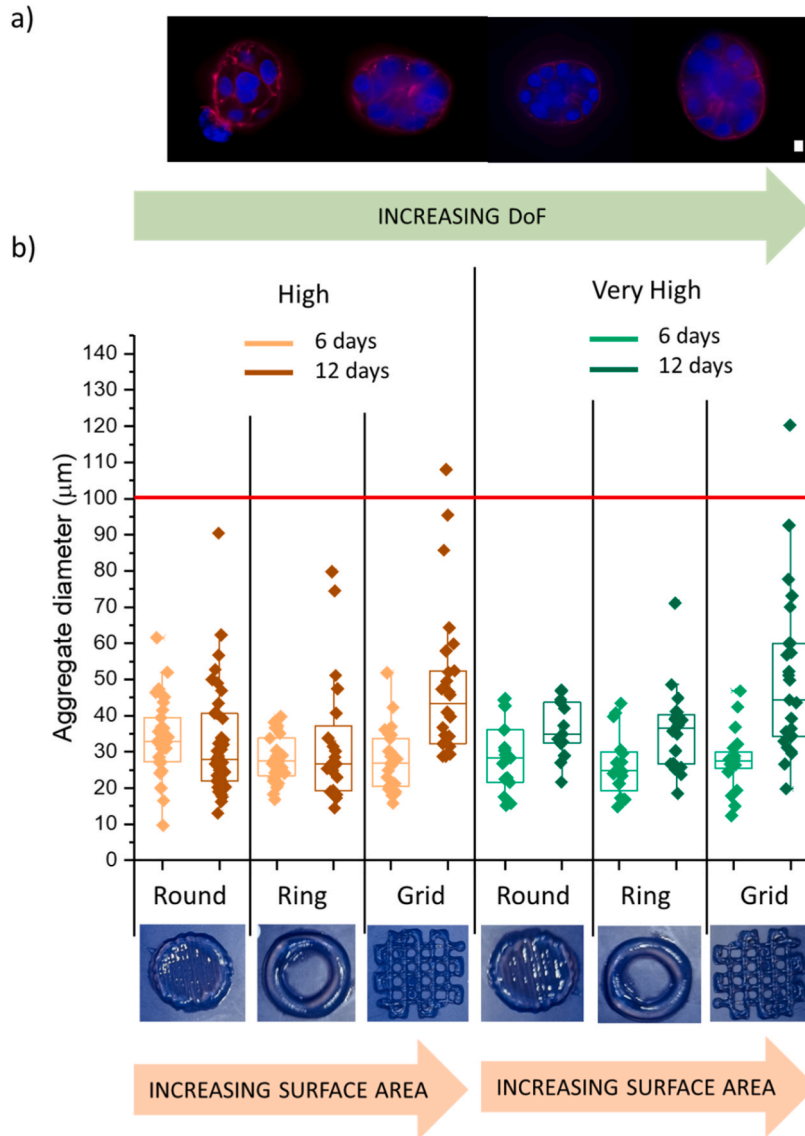 a)
INCREASING DoF
b)
High
Very High
6 days
12 days
6 days
12 days
Aggregate diameter (μm)
140
130
120
110
100
90
80
70
60
50
40
30
20
10
0
Round Ring Grid Round Ring Grid
INCREASING SURFACE AREA
INCREASING SURFACE AREA